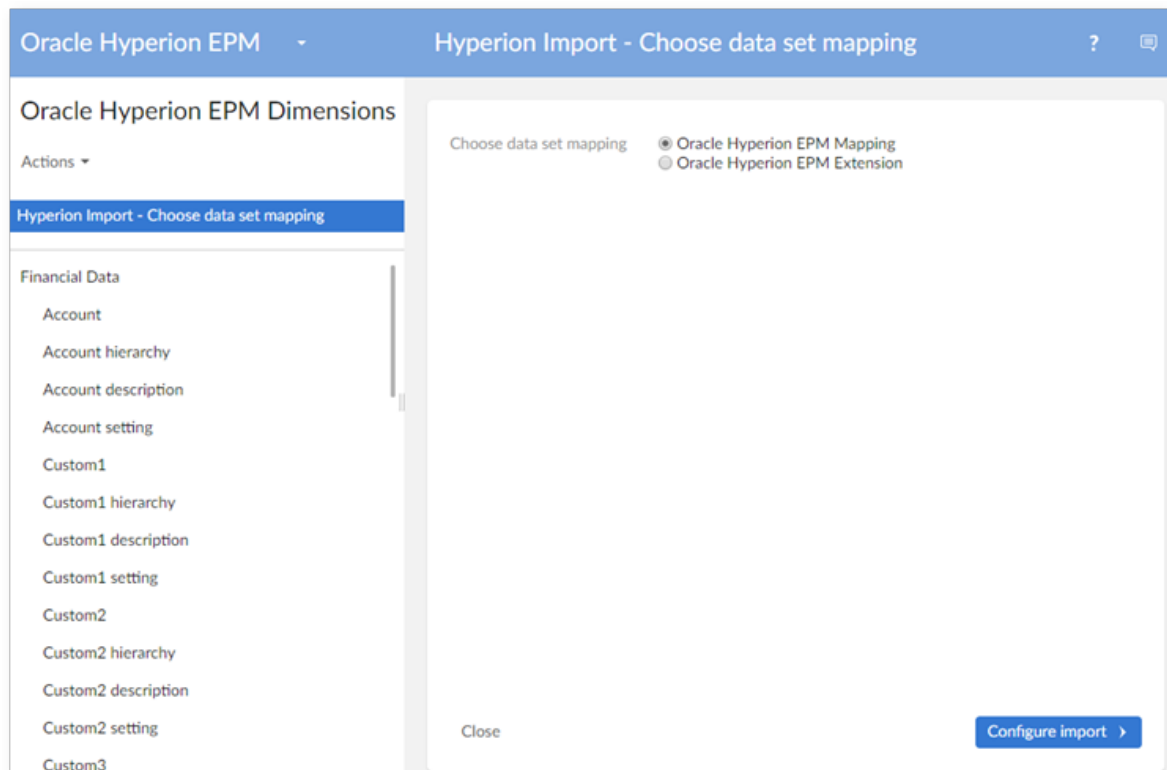 Oracle Hyperion EPM
Hyperion Import - Choose data set mapping
?
Oracle Hyperion EPM Dimensions
Actions
Hyperion Import - Choose data set mapping
Financial Data
Account
Account hierarchy
Account description
Account setting
Custom1
Custom1 hierarchy
Custom1 description
Custom1 setting
Custom2
Custom2 hierarchy
Custom2 description
Custom2 setting
Custom3
Choose data set mapping
Oracle Hyperion EPM Mapping
Oracle Hyperion EPM Extension
Close
Configure import